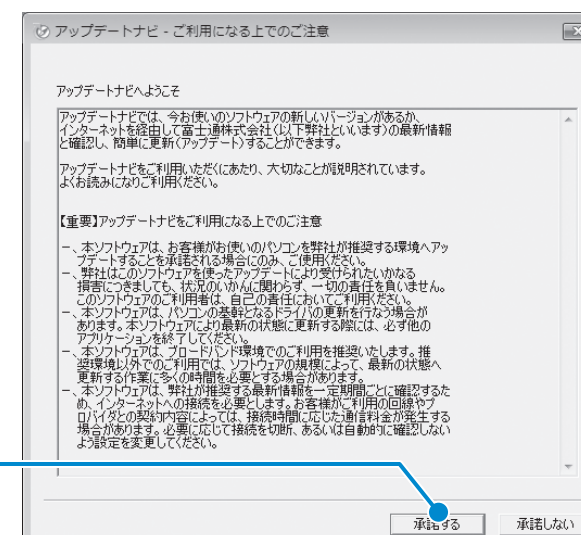 アップデートナビ - ご利用になる上でのご注意
アップデートナビへようこそ
アップデートナビでは、今お使いのソフトウェアの新しいバージョンがあるか、
インターネットを経由して富士通株式会社(以下弊社といいます)の最新情報
と確認し、簡単に更新(アップデート)することができます。
アップデートナビをご利用いただくにあたり、大切なことが説明されています。
よくお読みになりご利用ください。
【重要】アップデートナビをご利用になる上でのご注意
－、本ソフトウェアは、お客様がお使いのパソコンを弊社が推奨する環境へアッ
プデートすることを承諾される場合にのみ、ご使用ください。
－、弊社はこのソフトウェアを使ったアップデートにより受けられたいかなる
損害につきましても、状況のいかんに関わらず、一切の責任を負いません。
このソフトウェアのご利用者は、自己の責任においてご利用ください。
－、本ソフトウェアは、パソコンの基幹となるドライバの更新を行なう場合が
あります。本ソフトウェアにより最新の状態に更新する際には、必ず他の
アプリケーションを終了してください。
－、本ソフトウェアは、ブロードバンド環境でのご利用を推奨いたします。推
奨環境以外でのご利用では、ソフトウェアの規模によって、最新の状態へ
更新する作業に多くの時間を必要とする場合があります。
－、本ソフトウェアは、弊社が推奨する最新情報を一定期間ごとに確認するた
め、インターネットへの接続を必要とします。お客様がご利用の回線やプ
ロバイダとの契約内容によっては、接続時間に応じた通信料金が発生する
場合があります。必要に応じて接続を切断、あるいは自動的に確認しない
よう設定を変更してください。
承諾する
承諾しない